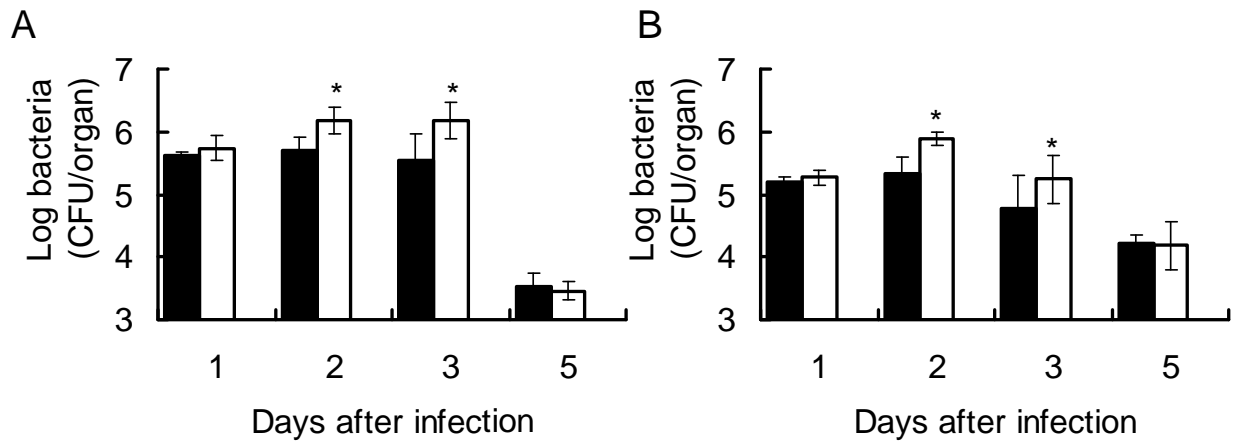 A
Log bacteria
(CFU/organ)
7
6
5
4
3
*
*
1 2 3 5
Days after infection
B
Log bacteria
(CFU/organ)
7
6
5
4
3
*
*
1 2 3 5
Days after infection